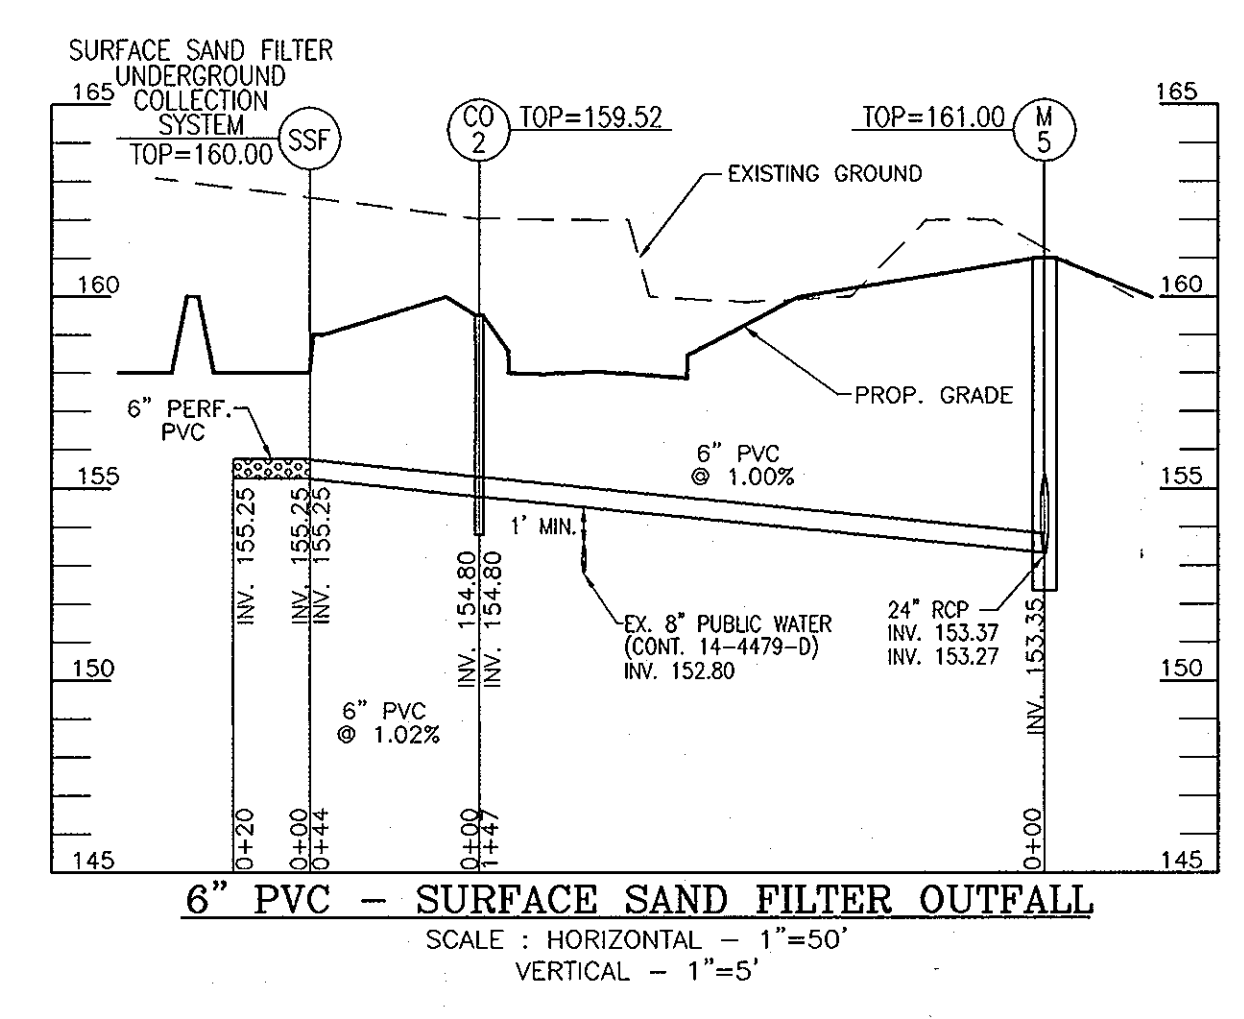 SURFACE SAND FILTER
UNDERGROUND
COLLECTION
SYSTEM
TOP=160.00
SSF
CO
2
TOP=159.52
TOP=161.00
M
5
165
165
EXISTING GROUND
160
160
6" PERF.
PVC
PROP. GRADE
6" PVC
@ 1.00%
155
155
INV. 155.25
INV. 155.25
INV. 155.25
1' MIN.
INV. 154.80
INV. 154.80
EX. 8" PUBLIC WATER
(CONT. 14-4479-D)
INV. 152.80
24" RCP
INV. 153.37
INV. 153.27
INV. 153.35
150
150
6" PVC
@ 1.02%
0+20
0+00
0+44
0+00
1+47
0+00
145
145
6" PVC - SURFACE SAND FILTER OUTFALL
SCALE : HORIZONTAL - 1"=50'
VERTICAL - 1"=5'